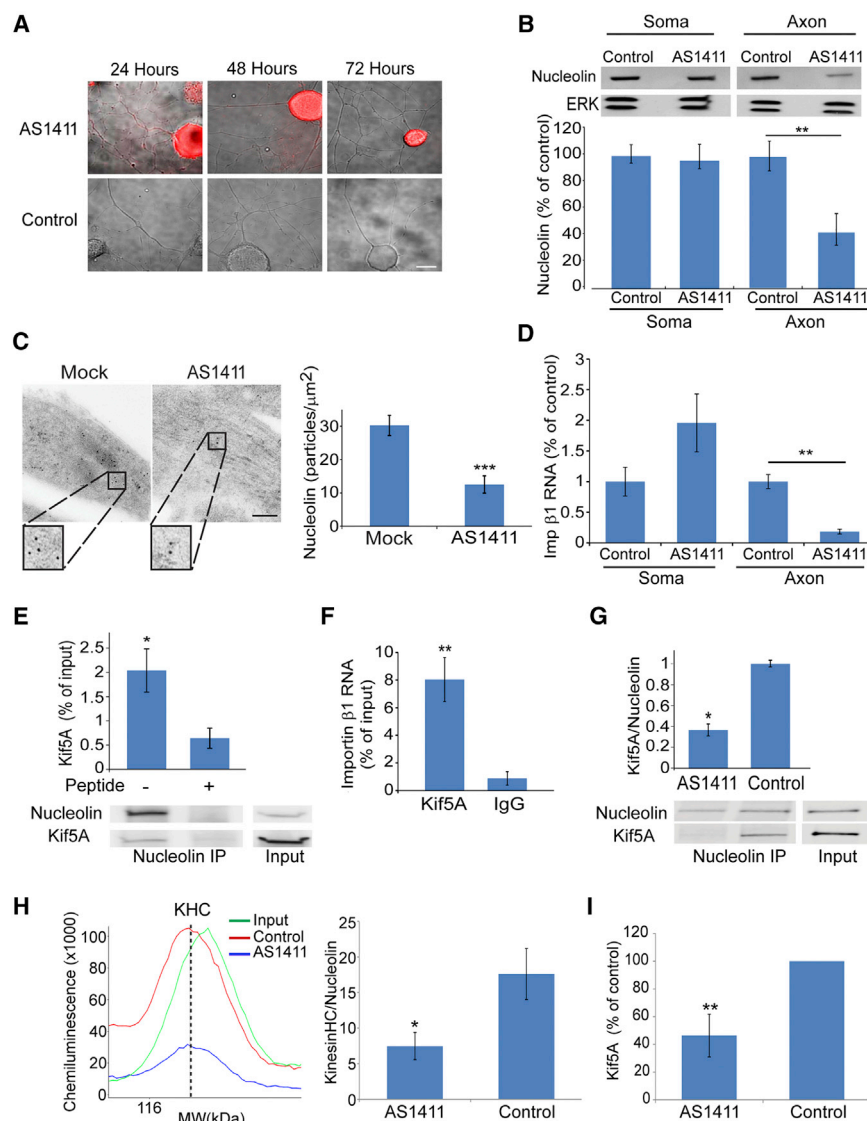 A
24 Hours 48 Hours 72 Hours
AS1411
Control
B
Soma Axon
Control AS1411 Control AS1411
Nucleolin
ERK
Nucleolin (% of control)
120
100
80
60
40
20
0
**
Control AS1411 Control AS1411
Soma Axon
C
Mock AS1411
Nucleolin (particles/μm²)
40
30
20
10
0
***
Mock AS1411
D
Imp β1 RNA (% of control)
3
2.5
2
1.5
1
0.5
0
**
Control AS1411 Control AS1411
Soma Axon
E
Kif5A (% of input)
2.5
2
1.5
1
0.5
0
*
Peptide - +
Nucleolin
Kif5A
Nucleolin IP Input
F
Importin β1 RNA
(% of input)
10
8
6
4
2
0
**
Kif5A IgG
G
Kif5A/Nucleolin
1
0.8
0.6
0.4
0.2
0
*
AS1411 Control
Nucleolin
Kif5A
Nucleolin IP Input
H
KHC
Input
Control
AS1411
Chemiluminescence (x1000)
100
80
60
40
20
0
116
MW(kDa)
KinesinHC/Nucleolin
25
20
15
10
5
0
*
AS1411 Control
I
Kif5A (% of control)
120
100
80
60
40
20
0
**
AS1411 Control